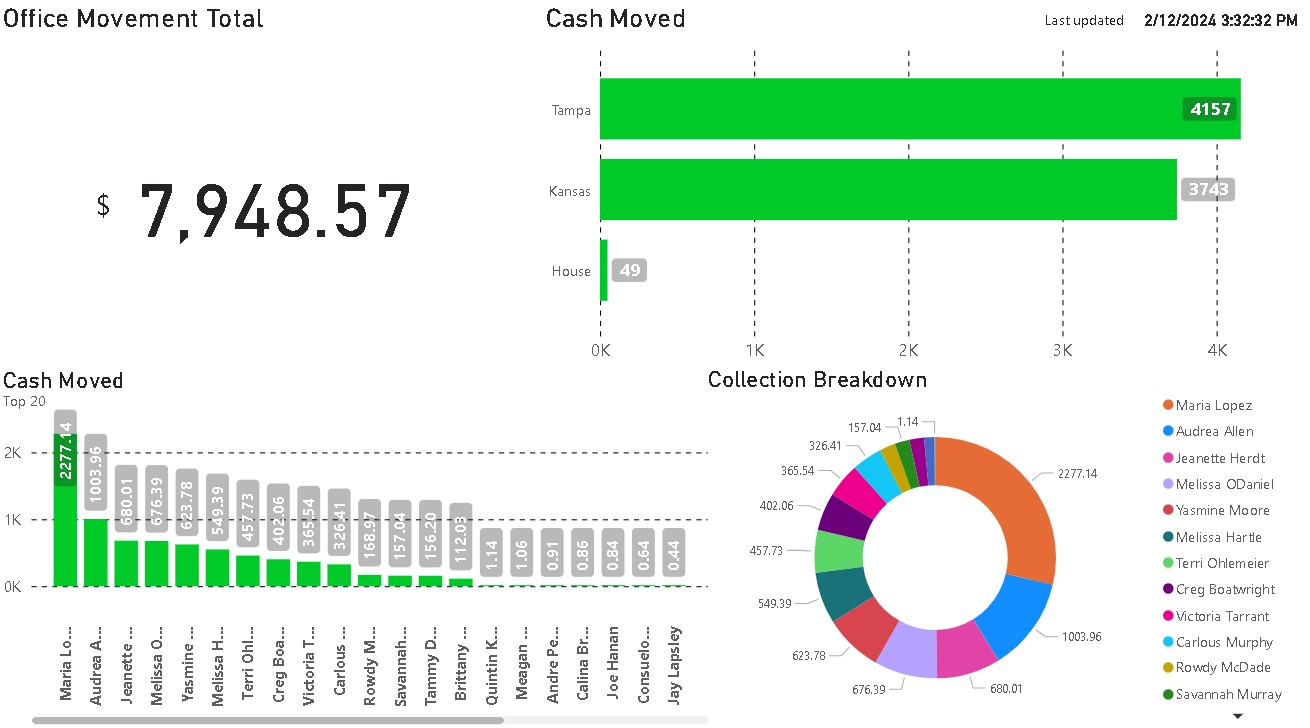 Office Movement Total
$ 7,948.57
Cash Moved
Last updated 2/12/2024 3:32:32 PM
Tampa 4157
Kansas 3743
House 49
0K 1K 2K 3K 4K
Cash Moved
Top 20
2K
1K
0K
2277.14
1003.96
680.01
676.39
623.78
549.39
457.73
402.06
365.54
326.41
168.97
157.04
156.20
112.03
1.14
1.06
0.91
0.86
0.84
0.64
0.44
Maria Lo...
Audrea A...
Jeanette ...
Melissa O...
Yasmine ...
Melissa H...
Terri Ohl...
Creg Boa...
Victoria T...
Carlous ...
Rowdy M...
Savannah...
Tammy D...
Brittany ...
Quintin K...
Meagan ...
Andre Pe...
Calina Br...
Joe Hanan
Consuelo...
Jay Lapsley
Collection Breakdown
2277.14
1003.96
680.01
676.39
623.78
549.39
457.73
402.06
365.54
326.41
157.04
1.14
Maria Lopez
Audrea Allen
Jeanette Herdt
Melissa ODaniel
Yasmine Moore
Melissa Hartle
Terri Ohlemeier
Creg Boatwright
Victoria Tarrant
Carlous Murphy
Rowdy McDade
Savannah Murray